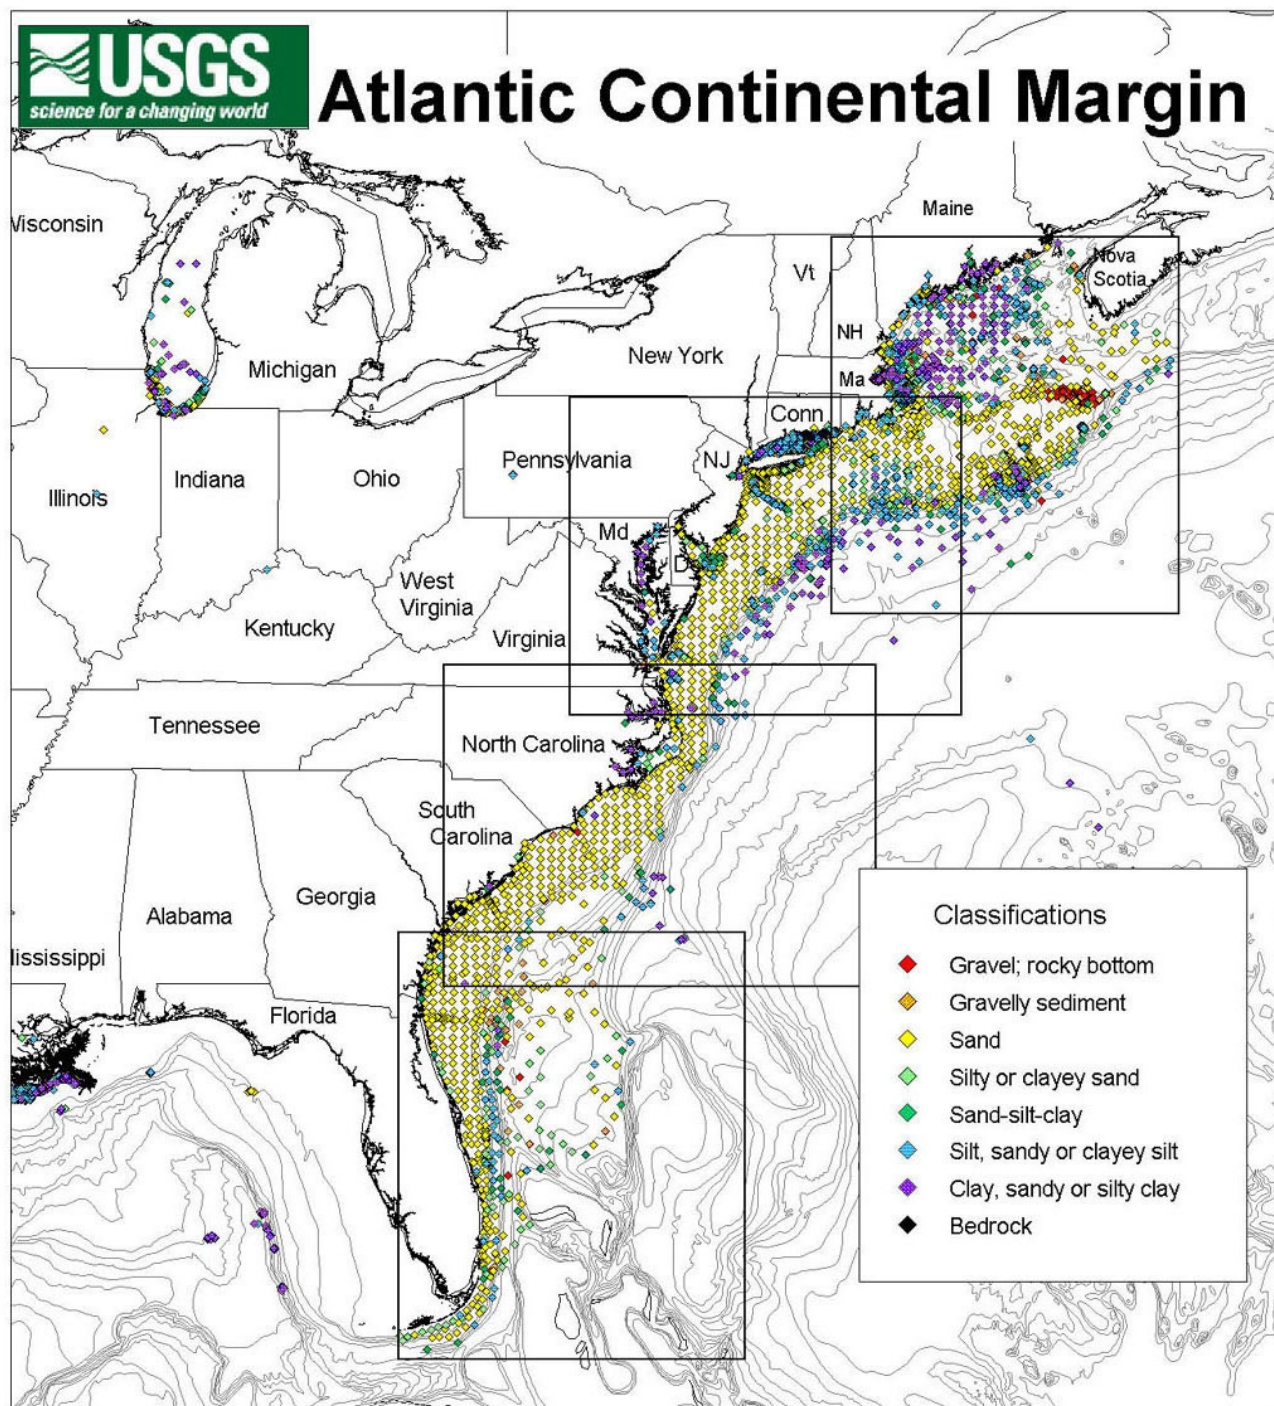 USGS
science for a changing world
Atlantic Continental Margin
Maine
Wisconsin
Nova
Scotia
Vt
NH
New York
Michigan
Ma
Conn
Pennsylvania
NJ
Indiana
Ohio
Illinois
Md
D
West
Virginia
Kentucky
Virginia
Tennessee
North Carolina
South
Carolina
Georgia
Alabama
Classifications
Mississippi
Gravel; rocky bottom
Gravelly sediment
Florida
Sand
Silty or clayey sand
Sand-silt-clay
Silt, sandy or clayey silt
Clay, sandy or silty clay
Bedrock